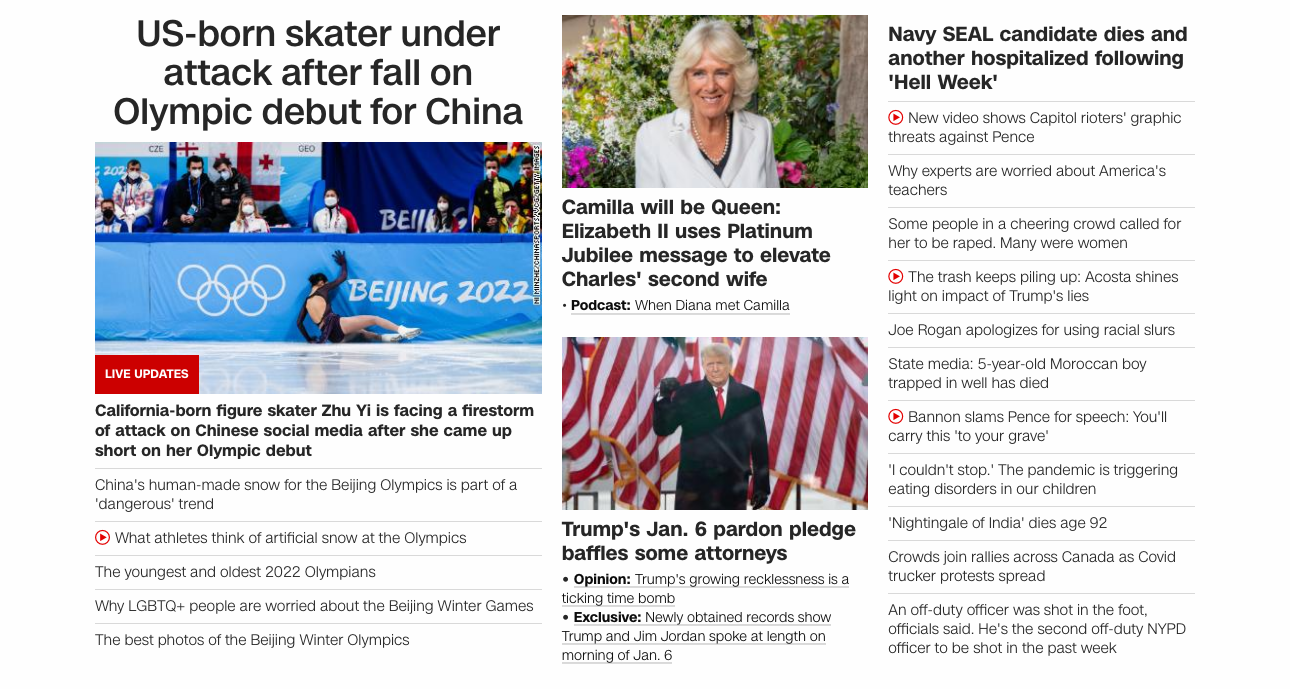 US-born skater under
attack after fall on
Olympic debut for China
CZE
GEO
202
BEIJING
BEIJING 2022
NI MINZHE/CHINASPORTS/VCG/GETTY IMAGES
LIVE UPDATES
California-born figure skater Zhu Yi is facing a firestorm
of attack on Chinese social media after she came up
short on her Olympic debut
China's human-made snow for the Beijing Olympics is part of a
'dangerous' trend
What athletes think of artificial snow at the Olympics
The youngest and oldest 2022 Olympians
Why LGBTQ+ people are worried about the Beijing Winter Games
The best photos of the Beijing Winter Olympics
Camilla will be Queen:
Elizabeth II uses Platinum
Jubilee message to elevate
Charles' second wife
• Podcast: When Diana met Camilla
Trump's Jan. 6 pardon pledge
baffles some attorneys
• Opinion: Trump's growing recklessness is a
ticking time bomb
• Exclusive: Newly obtained records show
Trump and Jim Jordan spoke at length on
morning of Jan. 6
Navy SEAL candidate dies and
another hospitalized following
'Hell Week'
New video shows Capitol rioters' graphic
threats against Pence
Why experts are worried about America's
teachers
Some people in a cheering crowd called for
her to be raped. Many were women
The trash keeps piling up: Acosta shines
light on impact of Trump's lies
Joe Rogan apologizes for using racial slurs
State media: 5-year-old Moroccan boy
trapped in well has died
Bannon slams Pence for speech: You'll
carry this 'to your grave'
'I couldn't stop.' The pandemic is triggering
eating disorders in our children
'Nightingale of India' dies age 92
Crowds join rallies across Canada as Covid
trucker protests spread
An off-duty officer was shot in the foot,
officials said. He's the second off-duty NYPD
officer to be shot in the past week